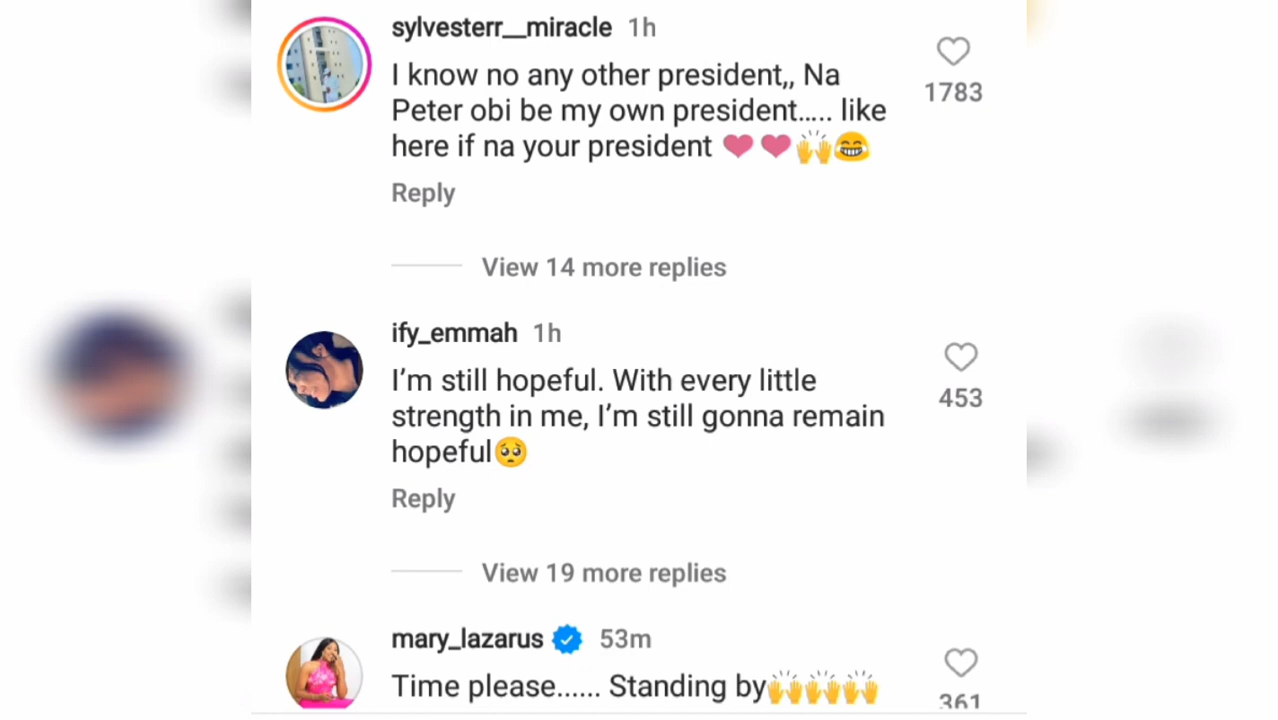 sylvesterr__miracle 1h
I know no any other president,, Na
Peter obi be my own president..... like
here if na your president ❤❤🙌😂
1783
Reply
View 14 more replies
ify_emmah 1h
I'm still hopeful. With every little
strength in me, I'm still gonna remain
hopeful🥺
453
Reply
View 19 more replies
mary_lazarus 53m
Time please...... Standing by🙌🙌🙌
361